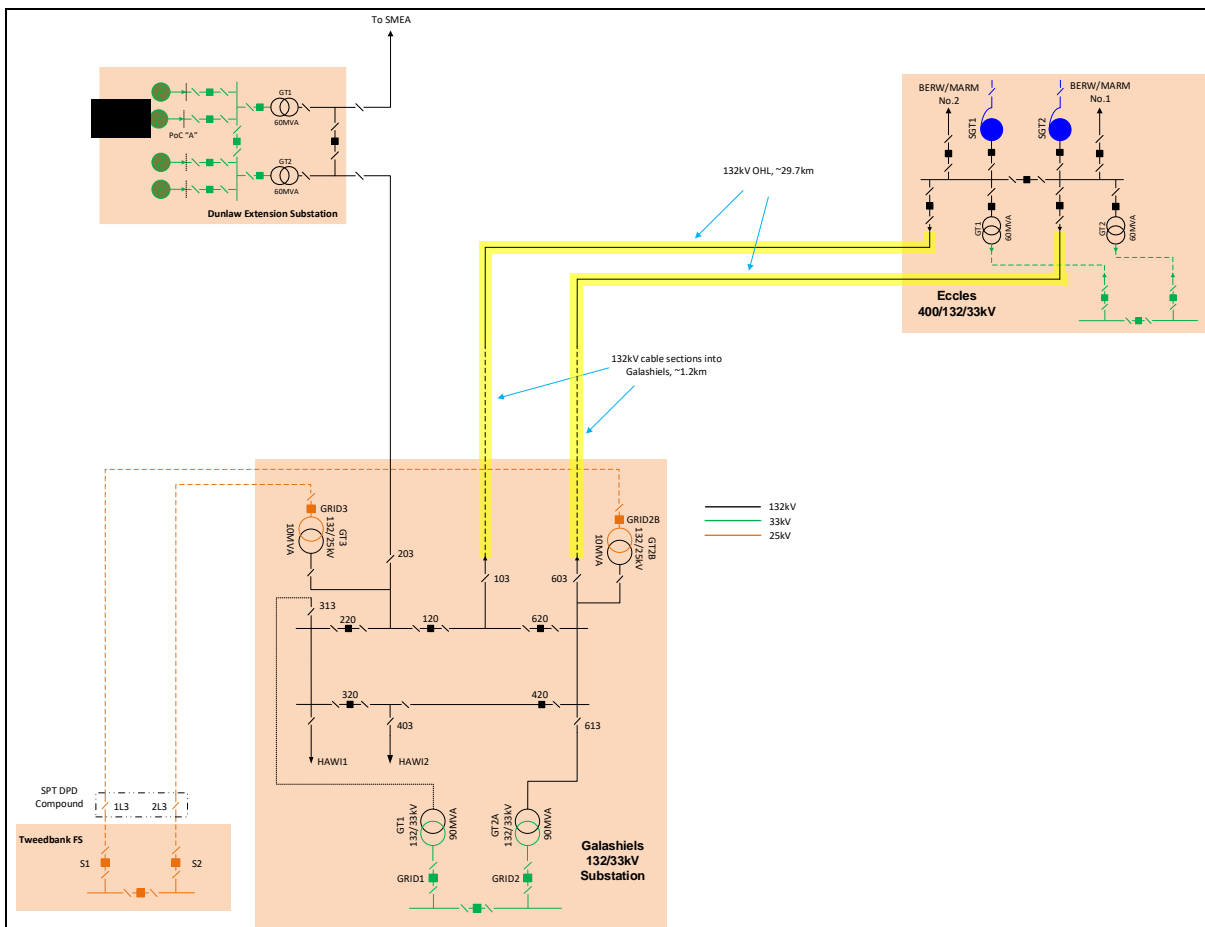 To SMEA
GT1
60MVA
PoC "A"
GT2
60MVA
Dunlaw Extension Substation
BERW/MARM
No.2
BERW/MARM
No.1
SGT1
SGT2
GT1
60MVA
GT2
60MVA
Eccles
400/132/33kV
132kV OHL, ~29.7km
132kV cable sections into
Galashiels, ~1.2km
132kV
33kV
25kV
GRID3
GT3
132/25kV
10MVA
203
GRID2B
GT2B
132/25kV
10MVA
103
603
313
220
120
620
320
420
403
613
HAWI1
HAWI2
GT1
132/33kV
90MVA
GT2A
132/33kV
90MVA
GRID1
GRID2
Galashiels
132/33kV
Substation
SPT DPD
Compound
1L3
2L3
Tweedbank FS
S1
S2